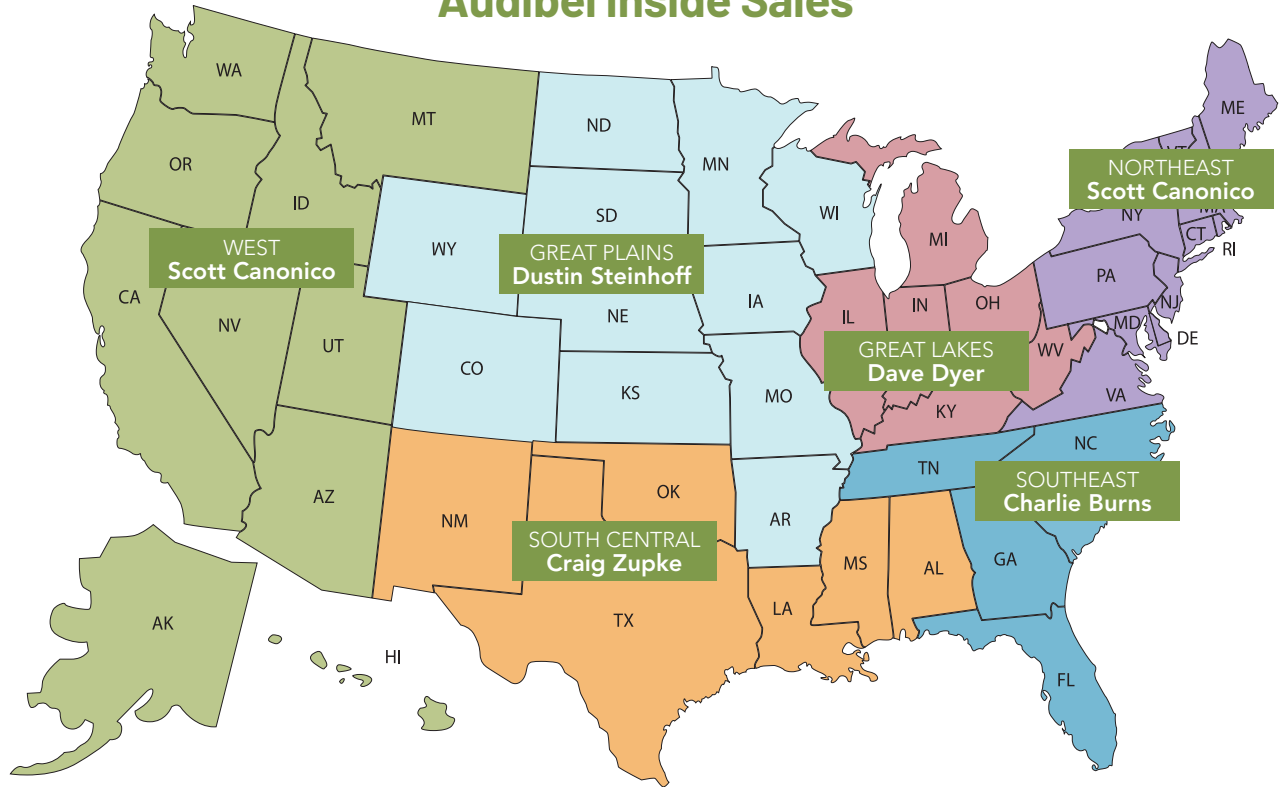 Audibel Inside Sales
WA
MT
ND
MN
ME
VT
OR
ID
SD
WI
MI
NORTHEAST
Scott Canonico
NY
MA
CT
RI
WY
WEST
Scott Canonico
GREAT PLAINS
Dustin Steinhoff
CA
NV
UT
CO
NE
IA
IL
IN
OH
PA
NJ
MD
DE
GREAT LAKES
Dave Dyer
WV
KS
MO
KY
VA
AZ
NM
OK
AR
TN
NC
SOUTHEAST
Charlie Burns
SOUTH CENTRAL
Craig Zupke
MS
AL
GA
TX
LA
AK
HI
FL